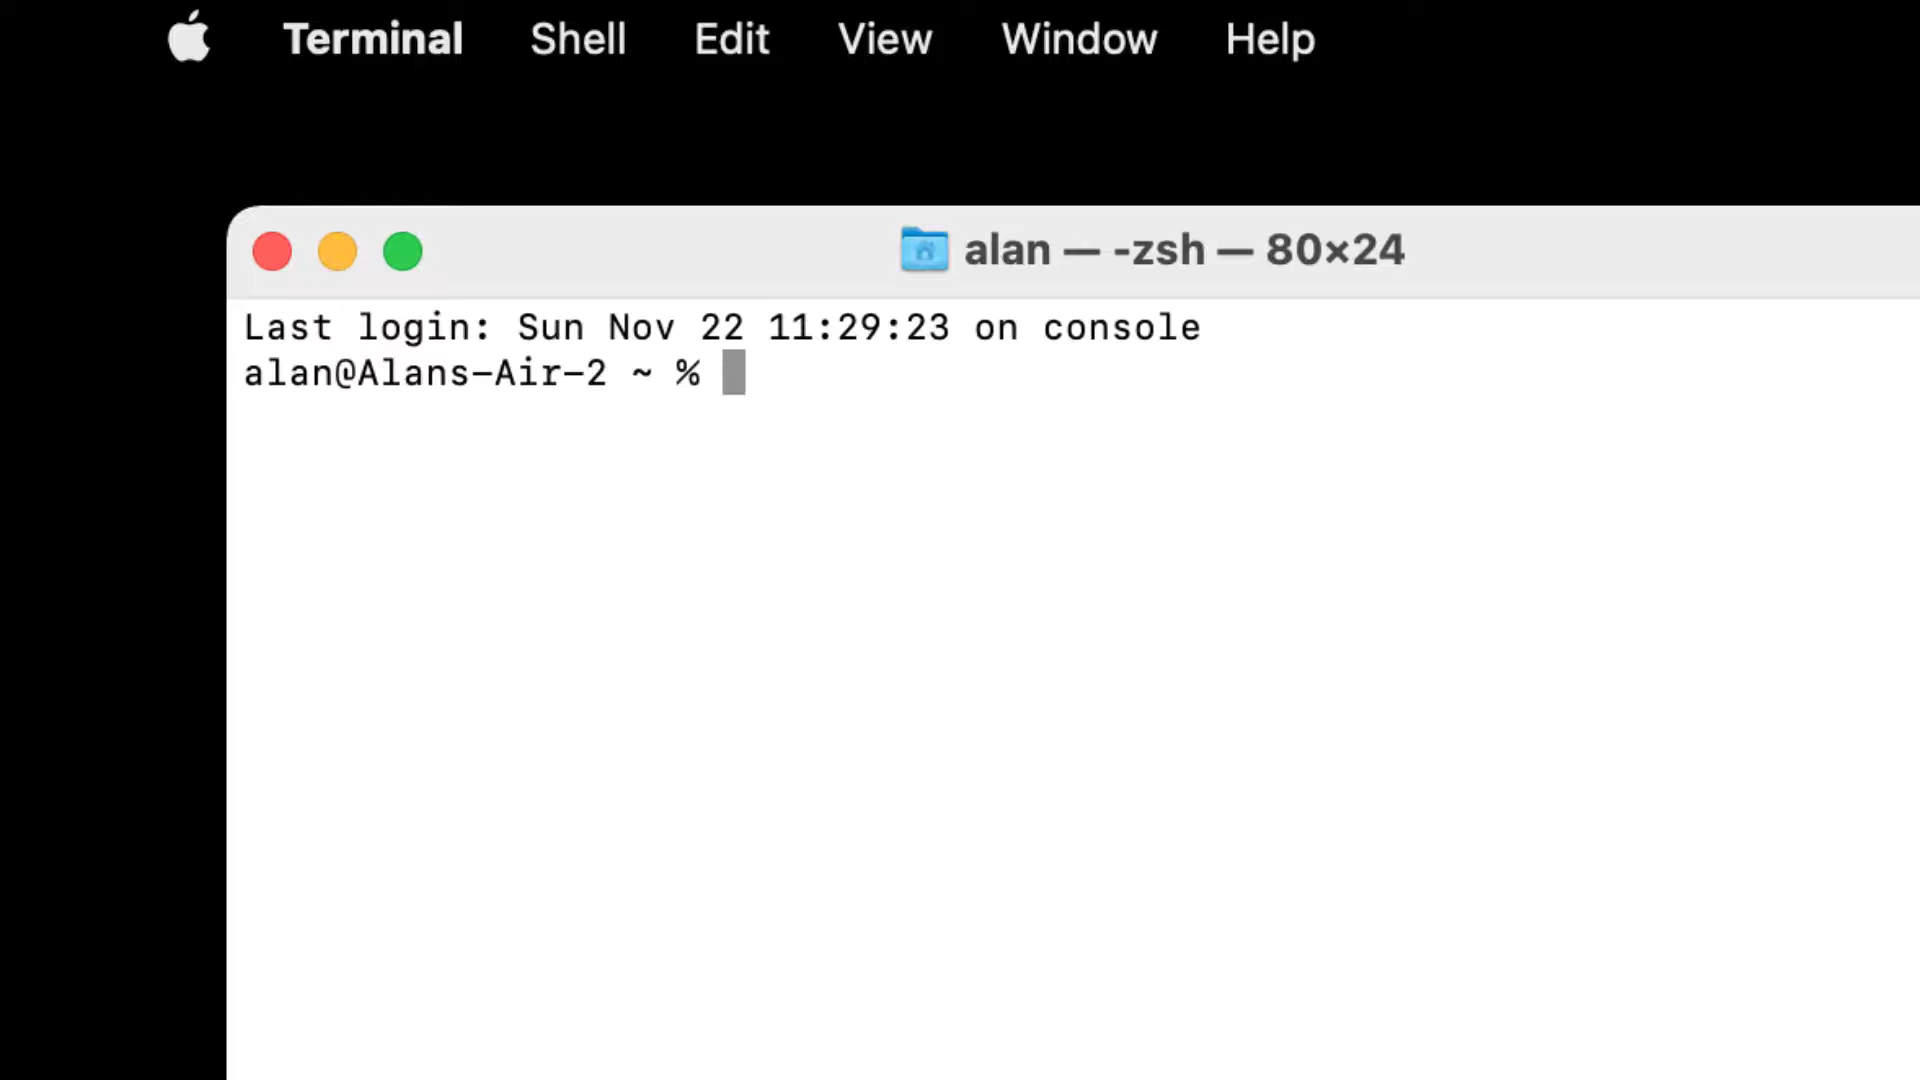 Terminal Shell Edit View Window Help
alan — -zsh — 80×24
Last login: Sun Nov 22 11:29:23 on console
alan@Alans-Air-2 ~ %